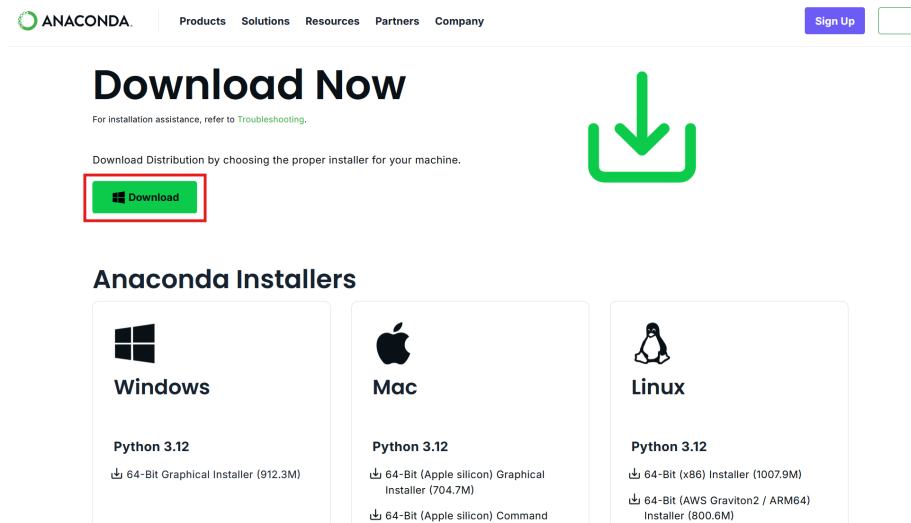 ANACONDA.
Products Solutions Resources Partners Company
Sign Up
Download Now
For installation assistance, refer to Troubleshooting.
Download Distribution by choosing the proper installer for your machine.
Download
Anaconda Installers
Windows
Python 3.12
64-Bit Graphical Installer (912.3M)
Mac
Python 3.12
64-Bit (Apple silicon) Graphical
Installer (704.7M)
64-Bit (Apple silicon) Command
Linux
Python 3.12
64-Bit (x86) Installer (1007.9M)
64-Bit (AWS Graviton2 / ARM64)
Installer (800.6M)